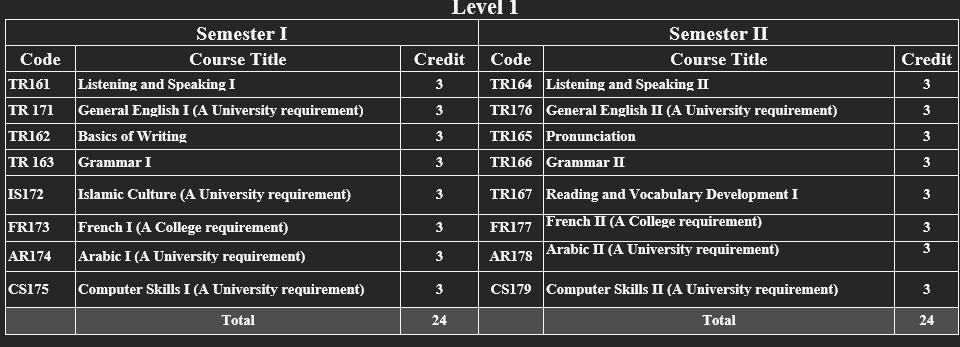 Level 1
Semester I Semester II
Code Course Title Credit Code Course Title Credit
TR161 Listening and Speaking I 3 TR164 Listening and Speaking II 3
TR 171 General English I (A University requirement) 3 TR176 General English II (A University requirement) 3
TR162 Basics of Writing 3 TR165 Pronunciation 3
TR 163 Grammar I 3 TR166 Grammar II 3
IS172 Islamic Culture (A University requirement) 3 TR167 Reading and Vocabulary Development I 3
FR173 French I (A College requirement) 3 FR177 French II (A College requirement) 3
AR174 Arabic I (A University requirement) 3 AR178 Arabic II (A University requirement) 3
CS175 Computer Skills I (A University requirement) 3 CS179 Computer Skills II (A University requirement) 3
Total 24 Total 24